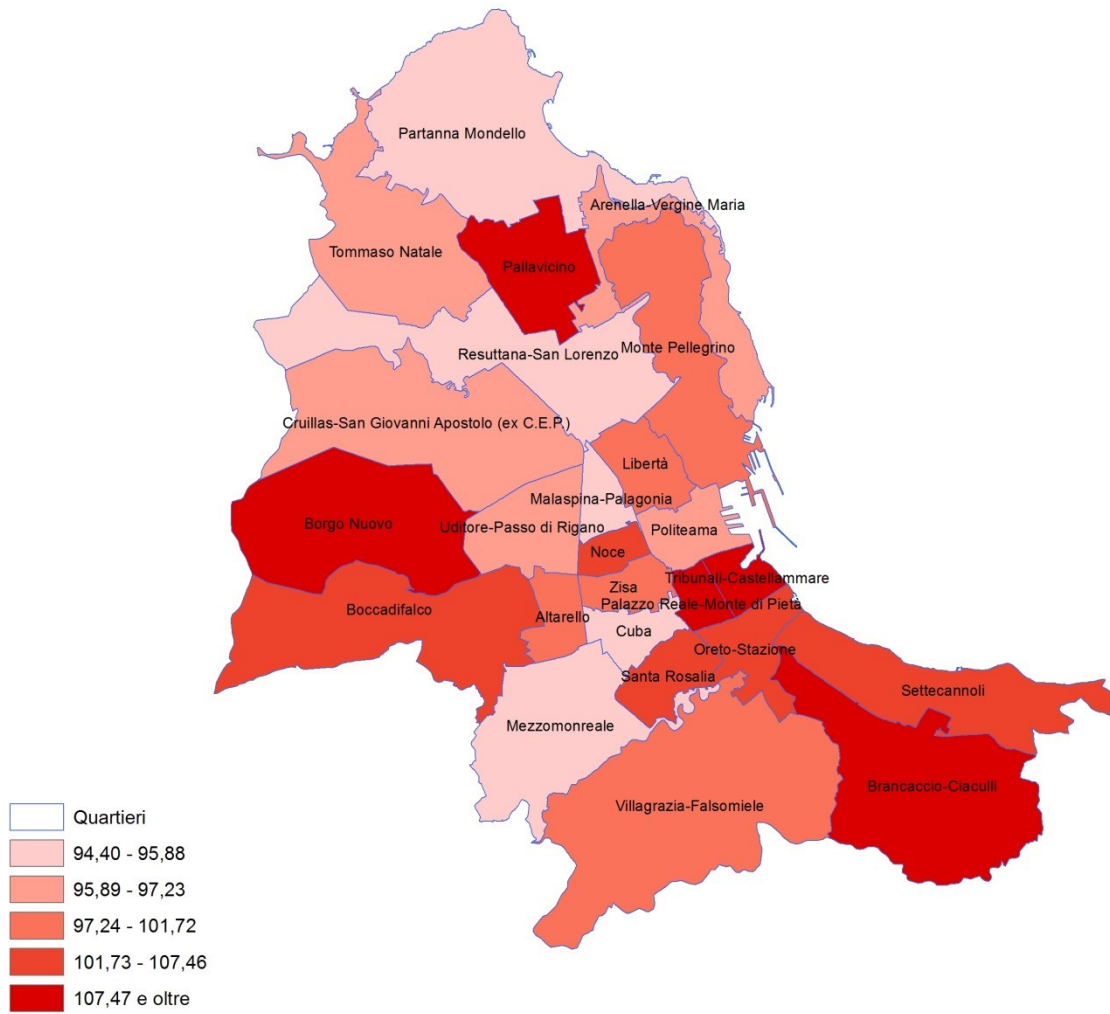 Partanna Mondello
Arenella-Vergine Maria
Tommaso Natale
Pallavicino
Resuttana-San Lorenzo
Monte Pellegrino
Cruillas-San Giovanni Apostolo (ex C.E.P.)
Libertà
Malaspina-Palagonia
Borgo Nuovo
Uditore-Passo di Rigano
Politeama
Noce
Tribunali-Castellammare
Zisa
Palazzo Reale-Monte di Pietà
Boccadifalco
Altarello
Cuba
Oreto-Stazione
Santa Rosalia
Settecannoli
Mezzomonreale
Brancaccio-Ciaculli
Villagrazia-Falsomiele
Quartieri
94,40 - 95,88
95,89 - 97,23
97,24 - 101,72
101,73 - 107,46
107,47 e oltre